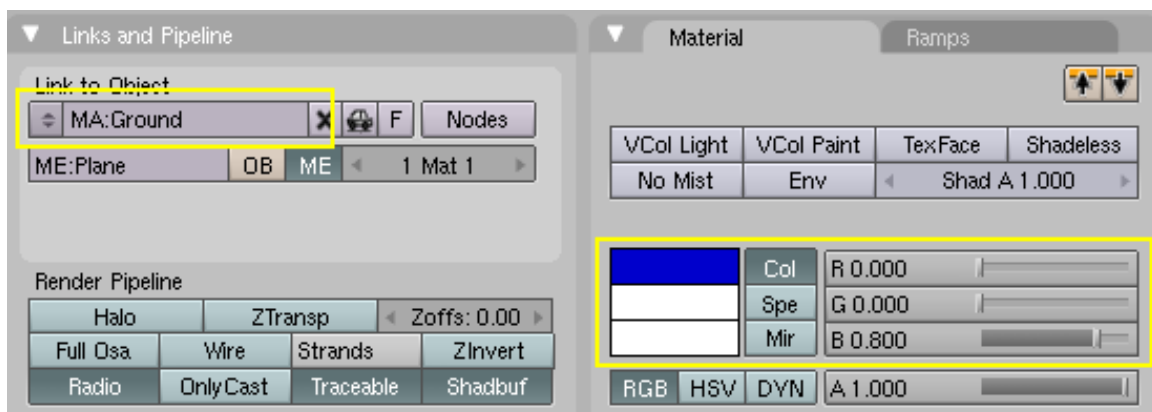 Links and Pipeline
Link to Object
MA:Ground F Nodes
ME:Plane OB ME 1 Mat 1
Render Pipeline
Halo ZTransp Zoffs: 0.00
Full Osa Wire Strands ZInvert
Radio OnlyCast Traceable Shadbuf
Material Ramps
VCol Light VCol Paint TexFace Shadeless
No Mist Env Shad A 1.000
Col R 0.000
Spe G 0.000
Mir B 0.800
RGB HSV DYN A 1.000